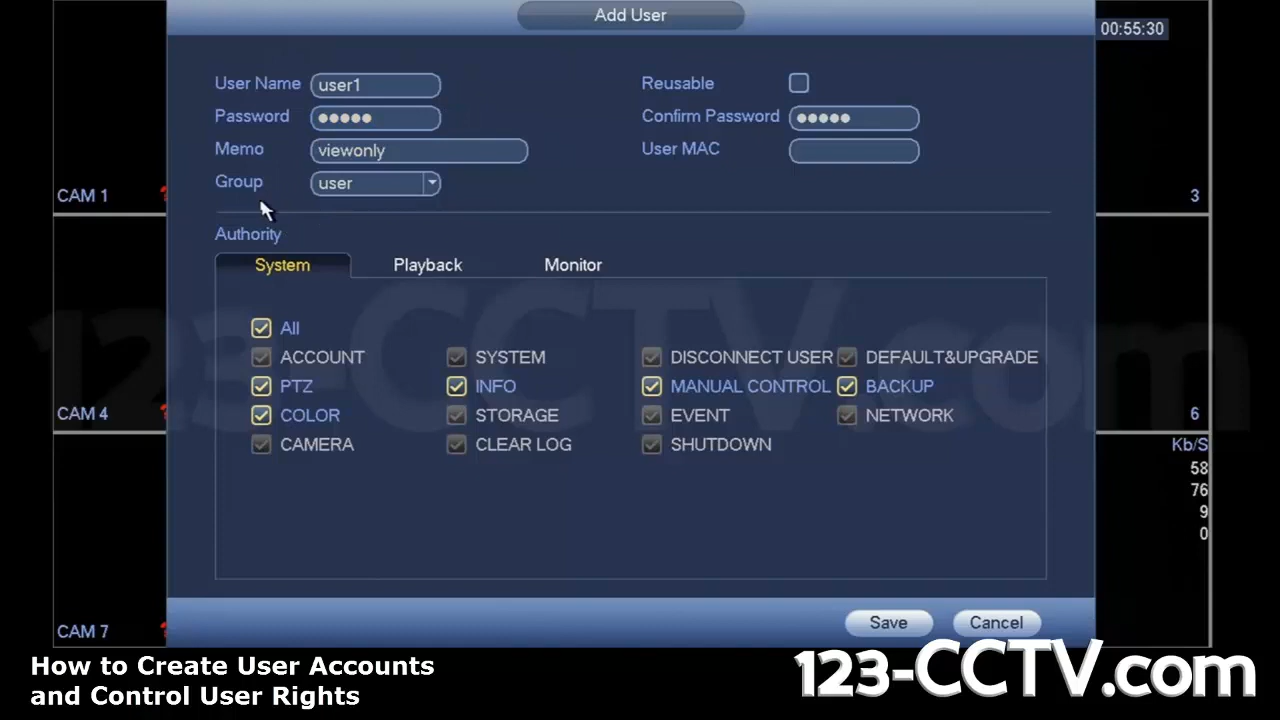 Add User
00:55:30
User Name user1 Reusable
Password ●●●●● Confirm Password ●●●●●
Memo viewonly User MAC
Group user
CAM 1 ? 3
Authority
System Playback Monitor
All
ACCOUNT SYSTEM DISCONNECT USER DEFAULT&UPGRADE
PTZ INFO MANUAL CONTROL BACKUP
COLOR STORAGE EVENT NETWORK
CAMERA CLEAR LOG SHUTDOWN
123-CCTV.com
CAM 4 ? 6
Kb/S
58
76
9
0
Save Cancel
CAM 7 ?
How to Create User Accounts
and Control User Rights
123-CCTV.com